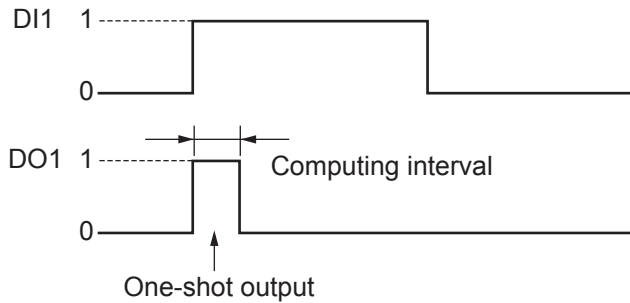 DI1 1
0
DO1 1
Computing interval
0
One-shot output